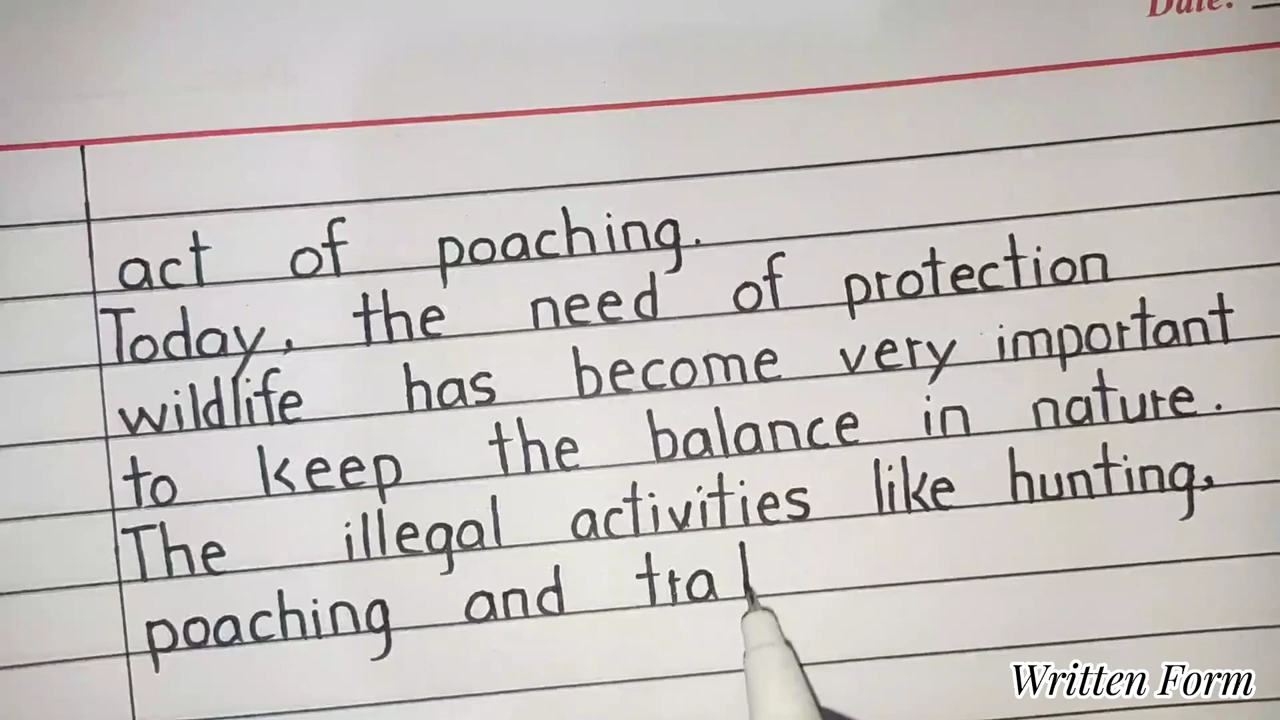 Date:
act of poaching.
Today, the need of protection
wildlife has become very important
to keep the balance in nature.
The illegal activities like hunting,
poaching and tra
Written Form